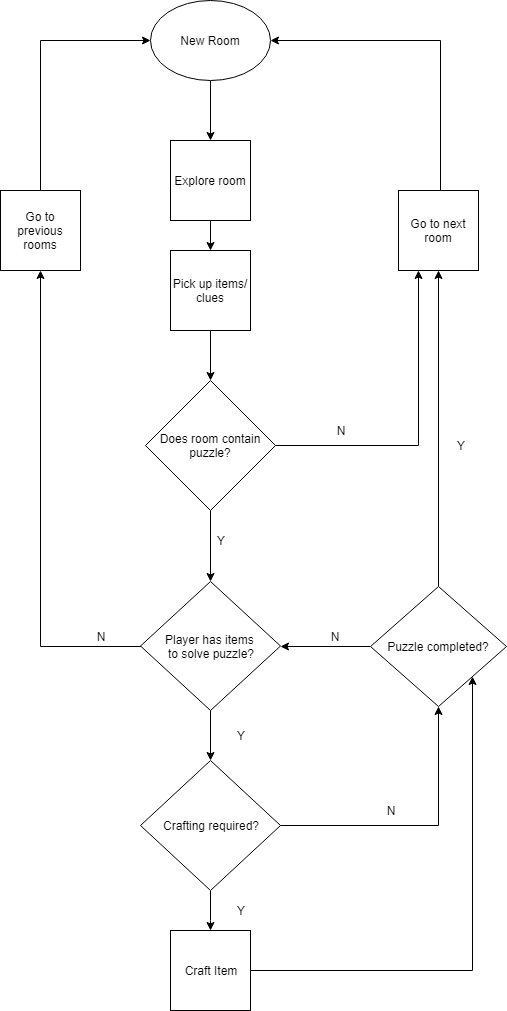 New Room
Explore room
Go to
previous
rooms
Go to next
room
Pick up items/
clues
Does room contain
puzzle?
N
Y
Y
Player has items
to solve puzzle?
N
N
Puzzle completed?
Y
Crafting required?
N
Y
Craft Item